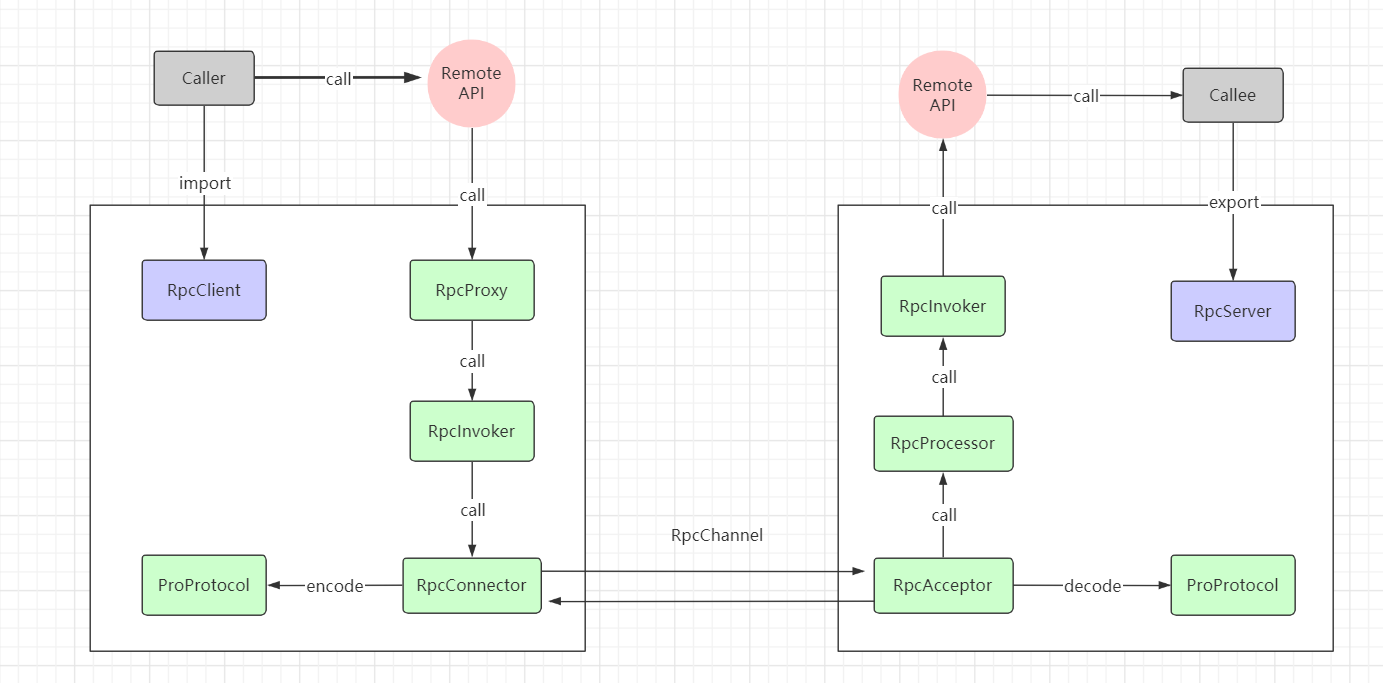 Caller
call
Remote
API
import
call
RpcClient
RpcProxy
call
RpcInvoker
call
ProProtocol
encode
RpcConnector
RpcChannel
Remote
API
call
Callee
call
export
RpcInvoker
RpcServer
call
RpcProcessor
call
RpcAcceptor
decode
ProProtocol